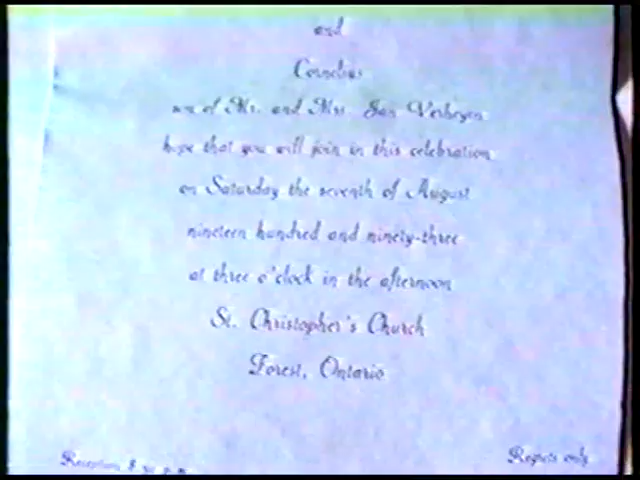 and
Cornelius
son of Mr. and Mrs. Jan Verheyen
hope that you will join in this celebration
on Saturday the seventh of August
nineteen hundred and ninety-three
at three o'clock in the afternoon
St. Christopher's Church
Forest, Ontario
Reception
Regrets only